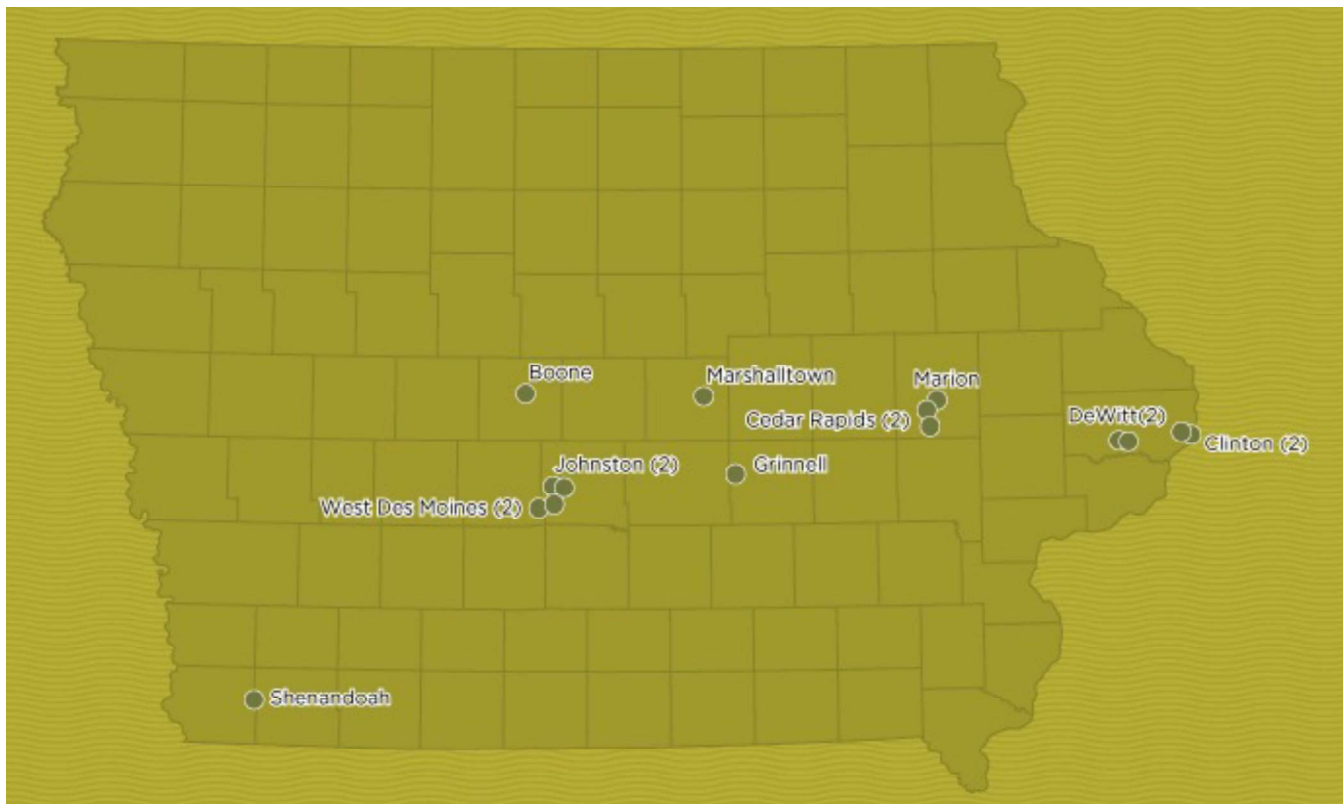 Boone
Marshalltown
Marion
Cedar Rapids (2)
DeWitt(2)
Clinton (2)
Johnston (2)
Grinnell
West Des Moines (2)
Shenandoah